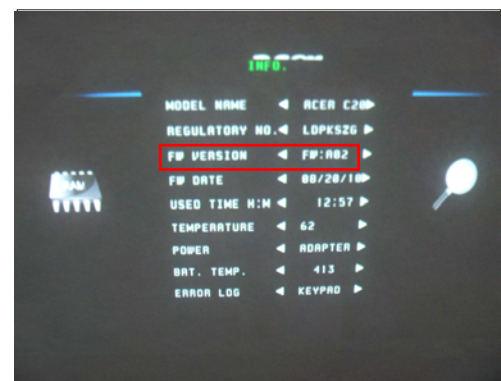 INFO.
MODEL NAME ◀ ACER C20▶
REGULATORY NO.◀ LOPKSZG ▶
FW VERSION ◀ FW:A02 ▶
FW DATE ◀ 08/20/10▶
USED TIME H:M ◀ 12:57 ▶
TEMPERATURE ◀ 62 ▶
POWER ◀ ADAPTER ▶
BAT. TEMP. ◀ 413 ▶
ERROR LOG ◀ KEYPAD ▶